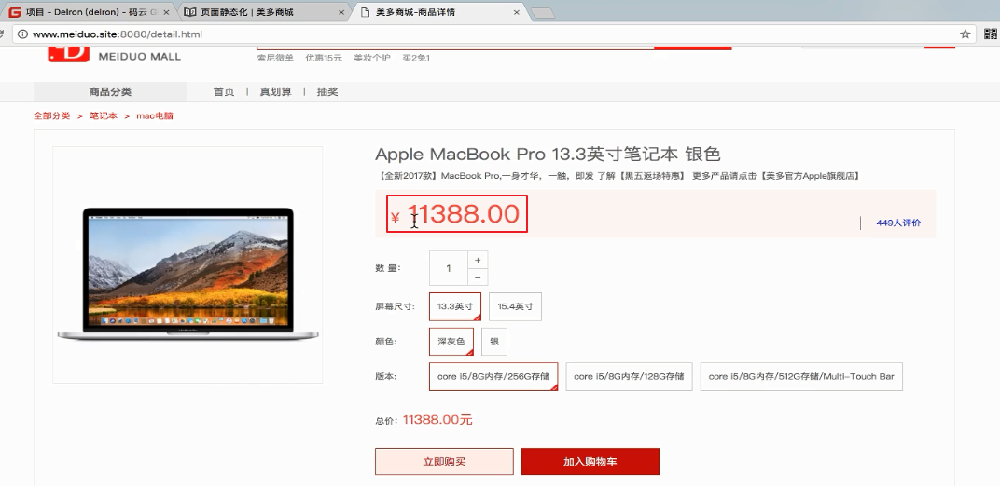 项目 - Delron (delron) - 码云 G
页面静态化 | 美多商城
美多商城-商品详情
www.meiduo.site:8080/detail.html
MEIDUO MALL
索尼微单 优惠15元 美妆个护 买2免1
商品分类 首页 | 真划算 | 抽奖
全部分类 > 笔记本 > mac电脑
Apple MacBook Pro 13.3英寸笔记本 银色
【全新2017款】MacBook Pro,一身才华，一触，即发 了解【黑五返场特惠】 更多产品请点击【美多官方Apple旗舰店】
¥ 11388.00
449人评价
数 量: 1 + −
屏幕尺寸: 13.3英寸 15.4英寸
颜色: 深灰色 银
版本: core i5/8G内存/256G存储 core i5/8G内存/128G存储 core i5/8G内存/512G存储/Multi-Touch Bar
总价: 11388.00元
立即购买 加入购物车